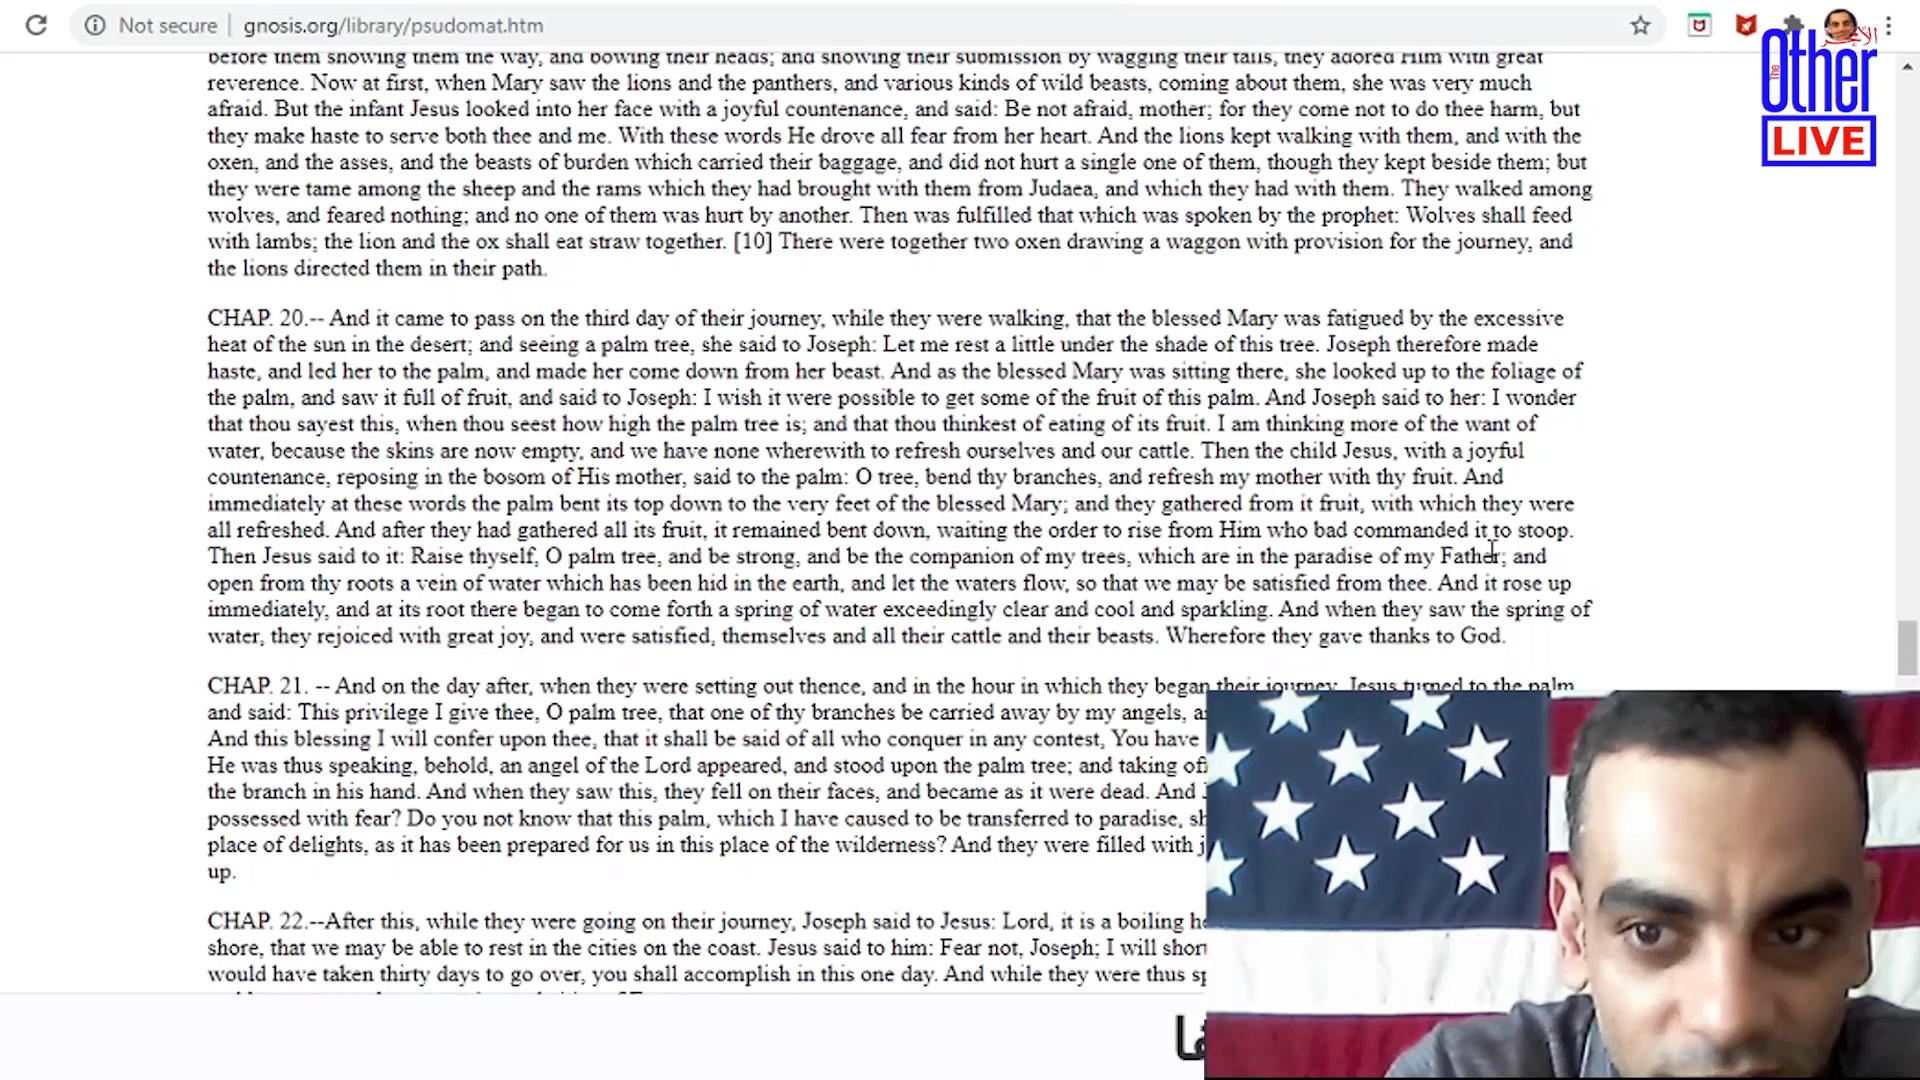 Not secure | gnosis.org/library/psudomat.htm
الآخر
The Other
LIVE
before them showing them the way, and bowing their heads; and showing their submission by wagging their tails, they adored Him with great
reverence. Now at first, when Mary saw the lions and the panthers, and various kinds of wild beasts, coming about them, she was very much
afraid. But the infant Jesus looked into her face with a joyful countenance, and said: Be not afraid, mother; for they come not to do thee harm, but
they make haste to serve both thee and me. With these words He drove all fear from her heart. And the lions kept walking with them, and with the
oxen, and the asses, and the beasts of burden which carried their baggage, and did not hurt a single one of them, though they kept beside them; but
they were tame among the sheep and the rams which they had brought with them from Judaea, and which they had with them. They walked among
wolves, and feared nothing; and no one of them was hurt by another. Then was fulfilled that which was spoken by the prophet: Wolves shall feed
with lambs; the lion and the ox shall eat straw together. [10] There were together two oxen drawing a waggon with provision for the journey, and
the lions directed them in their path.
CHAP. 20.-- And it came to pass on the third day of their journey, while they were walking, that the blessed Mary was fatigued by the excessive
heat of the sun in the desert; and seeing a palm tree, she said to Joseph: Let me rest a little under the shade of this tree. Joseph therefore made
haste, and led her to the palm, and made her come down from her beast. And as the blessed Mary was sitting there, she looked up to the foliage of
the palm, and saw it full of fruit, and said to Joseph: I wish it were possible to get some of the fruit of this palm. And Joseph said to her: I wonder
that thou sayest this, when thou seest how high the palm tree is; and that thou thinkest of eating of its fruit. I am thinking more of the want of
water, because the skins are now empty, and we have none wherewith to refresh ourselves and our cattle. Then the child Jesus, with a joyful
countenance, reposing in the bosom of His mother, said to the palm: O tree, bend thy branches, and refresh my mother with thy fruit. And
immediately at these words the palm bent its top down to the very feet of the blessed Mary; and they gathered from it fruit, with which they were
all refreshed. And after they had gathered all its fruit, it remained bent down, waiting the order to rise from Him who bad commanded it to stoop.
Then Jesus said to it: Raise thyself, O palm tree, and be strong, and be the companion of my trees, which are in the paradise of my Father; and
open from thy roots a vein of water which has been hid in the earth, and let the waters flow, so that we may be satisfied from thee. And it rose up
immediately, and at its root there began to come forth a spring of water exceedingly clear and cool and sparkling. And when they saw the spring of
water, they rejoiced with great joy, and were satisfied, themselves and all their cattle and their beasts. Wherefore they gave thanks to God.
CHAP. 21. -- And on the day after, when they were setting out thence, and in the hour in which they began their journey, Jesus turned to the palm,
and said: This privilege I give thee, O palm tree, that one of thy branches be carried away by my angels,
And this blessing I will confer upon thee, that it shall be said of all who conquer in any contest, You have
He was thus speaking, behold, an angel of the Lord appeared, and stood upon the palm tree; and taking
the branch in his hand. And when they saw this, they fell on their faces, and became as it were dead. And
possessed with fear? Do you not know that this palm, which I have caused to be transferred to paradise,
place of delights, as it has been prepared for us in this place of the wilderness? And they were filled with
up.
CHAP. 22.--After this, while they were going on their journey, Joseph said to Jesus: Lord, it is a boiling
shore, that we may be able to rest in the cities on the coast. Jesus said to him: Fear not, Joseph; I will
would have taken thirty days to go over, you shall accomplish in this one day. And while they were thus